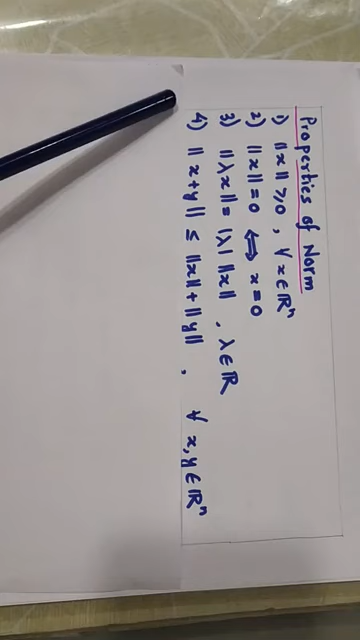 Properties of Norm
1) ||x|| ≥0, ∀ x∈ℝⁿ
2) ||x||=0 ⟺ x=0
3) ||λx||= |λ| ||x|| , λ∈ℝ
4) || x+y || ≤ ||x||+||y|| , ∀ x,y∈ℝⁿ